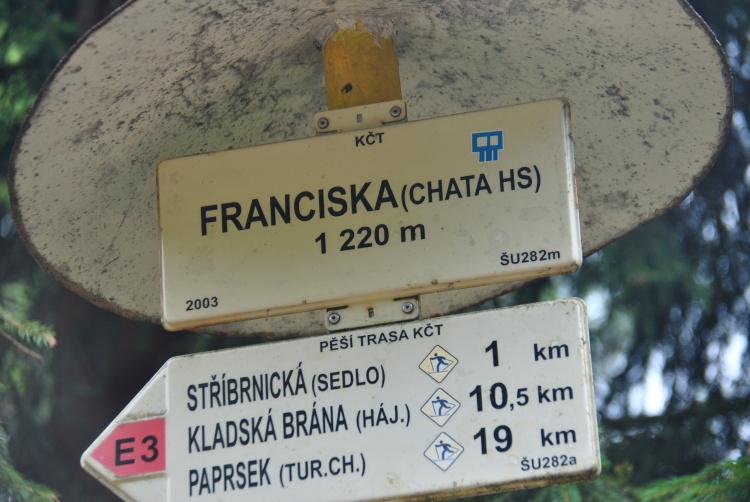 KČT
FRANCISKA (CHATA HS)
1 220 m
2003 ŠU282m
PĚŠÍ TRASA KČT
STŘÍBRNICKÁ (SEDLO) 1 km
KLADSKÁ BRÁNA (HÁJ.) 10,5 km
PAPRSEK (TUR.CH.) 19 km
E3
ŠU282a